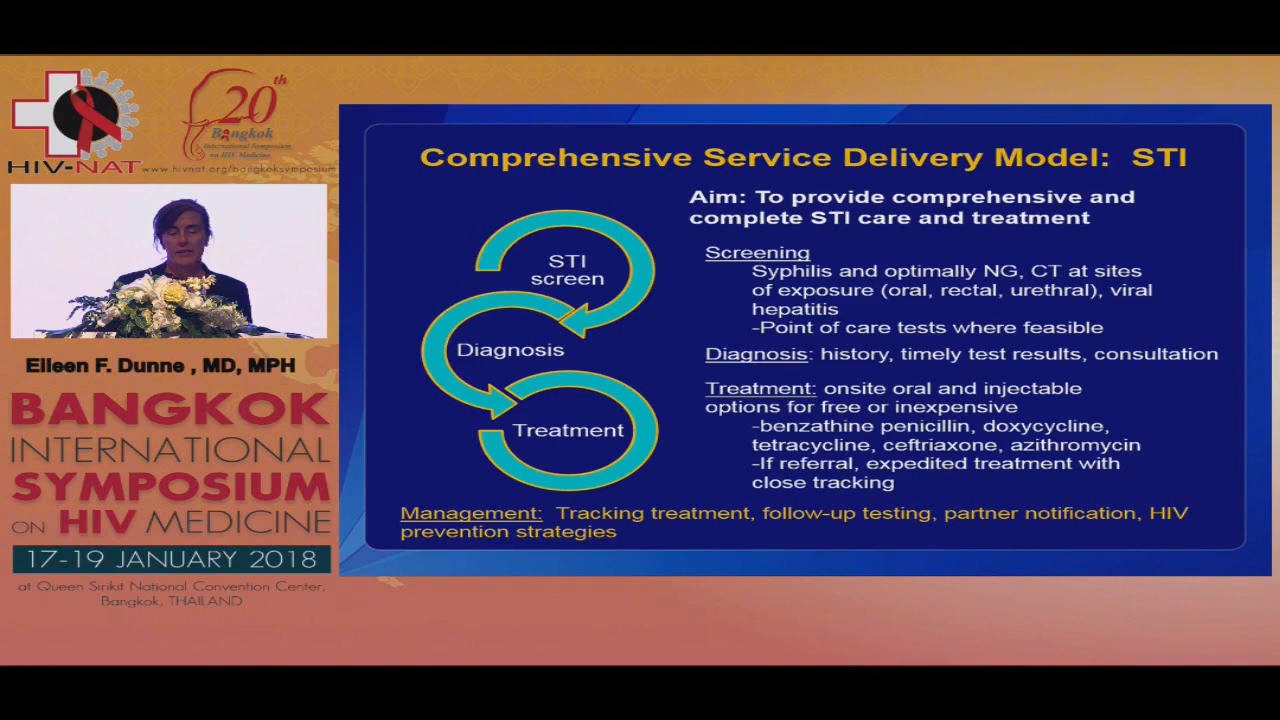 HIV-NAT
20th
Bangkok
International Symposium
on HIV Medicine
www.hivnat.org/bangkoksymposium
Eileen F. Dunne , MD, MPH
BANGKOK
INTERNATIONAL
SYMPOSIUM
ON HIV MEDICINE
17-19 JANUARY 2018
at Queen Sirikit National Convention Center,
Bangkok, THAILAND
Comprehensive Service Delivery Model: STI
Aim: To provide comprehensive and
complete STI care and treatment
STI
screen
Diagnosis
Treatment
Screening
Syphilis and optimally NG, CT at sites
of exposure (oral, rectal, urethral), viral
hepatitis
-Point of care tests where feasible
Diagnosis: history, timely test results, consultation
Treatment: onsite oral and injectable
options for free or inexpensive
-benzathine penicillin, doxycycline,
tetracycline, ceftriaxone, azithromycin
-If referral, expedited treatment with
close tracking
Management: Tracking treatment, follow-up testing, partner notification, HIV
prevention strategies